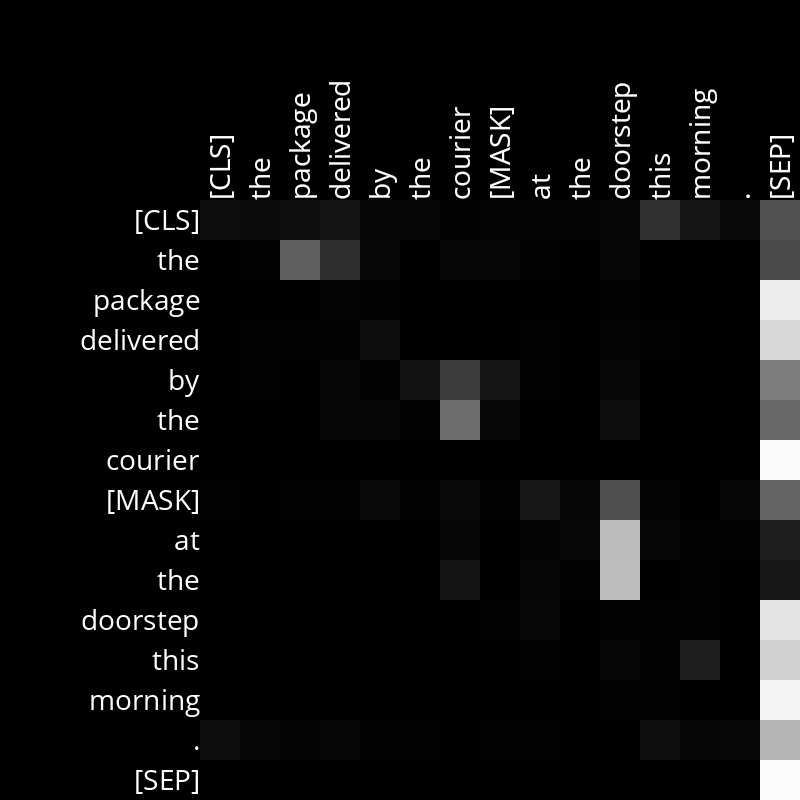 [CLS] the package delivered by the courier [MASK] at the doorstep this morning . [SEP]
[CLS]
the
package
delivered
by
the
courier
[MASK]
at
the
doorstep
this
morning
.
[SEP]